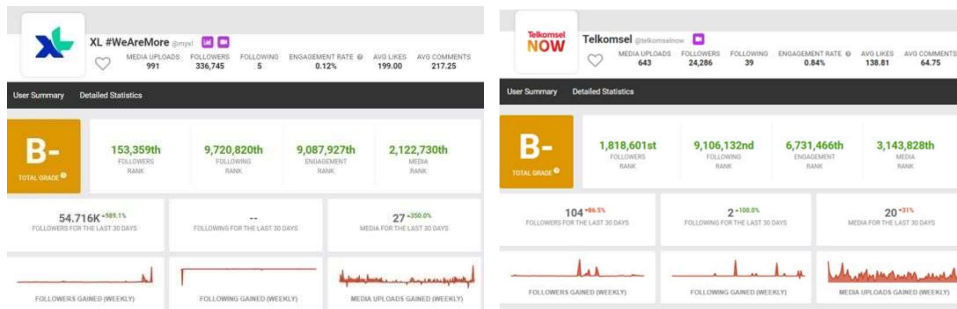 XL #WeAreMore @myxl
MEDIA UPLOADS FOLLOWERS FOLLOWING ENGAGEMENT RATE AVG LIKES AVG COMMENTS
991 336,745 5 0.12% 199.00 217.25
User Summary Detailed Statistics
B-
TOTAL GRADE
153,359th 9,720,820th 9,087,927th 2,122,730th
FOLLOWERS FOLLOWING ENGAGEMENT MEDIA
RANK RANK RANK RANK
54.716K +989.1% -- 27 +350.0%
FOLLOWERS FOR THE LAST 30 DAYS FOLLOWING FOR THE LAST 30 DAYS MEDIA FOR THE LAST 30 DAYS
FOLLOWERS GAINED (WEEKLY) FOLLOWING GAINED (WEEKLY) MEDIA UPLOADS GAINED (WEEKLY)
Telkomsel
NOW
Telkomsel @telkomselnow
MEDIA UPLOADS FOLLOWERS FOLLOWING ENGAGEMENT RATE AVG LIKES AVG COMMENTS
643 24,286 39 0.84% 138.81 64.75
User Summary Detailed Statistics
B-
TOTAL GRADE
1,818,601st 9,106,132nd 6,731,466th 3,143,828th
FOLLOWERS FOLLOWING ENGAGEMENT MEDIA
RANK RANK RANK RANK
104 -86.5% 2 +100.0% 20 -31%
FOLLOWERS FOR THE LAST 30 DAYS FOLLOWING FOR THE LAST 30 DAYS MEDIA FOR THE LAST 30 DAYS
FOLLOWERS GAINED (WEEKLY) FOLLOWING GAINED (WEEKLY) MEDIA UPLOADS GAINED (WEEKLY)